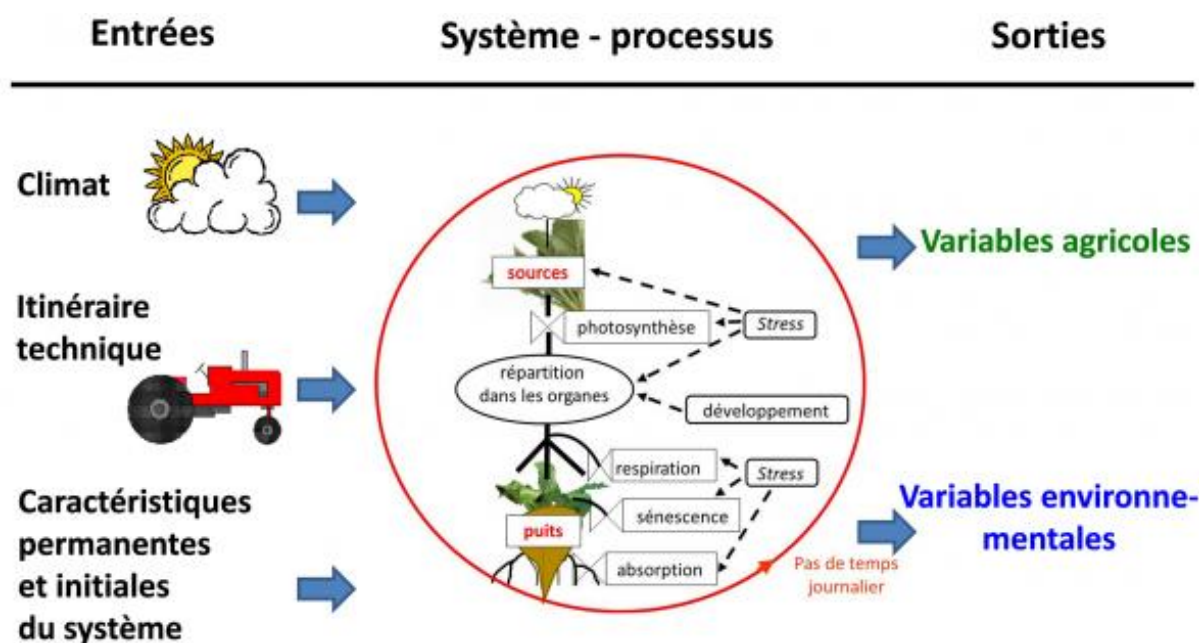 Entrées
Système - processus
Sorties
Climat
Itinéraire
technique
Caractéristiques
permanentes
et initiales
du système
sources
photosynthèse
Stress
répartition
dans les organes
développement
respiration
Stress
sénescence
puîts
absorption
Pas de temps
journalier
Variables agricoles
Variables environne-
mentales